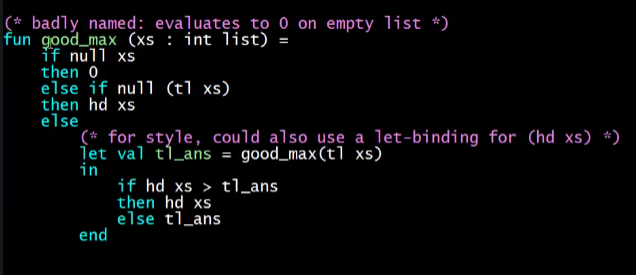 (* badly named: evaluates to 0 on empty list *)
fun good_max (xs : int list) =
    if null xs
    then 0
    else if null (tl xs)
    then hd xs
    else
        (* for style, could also use a let-binding for (hd xs) *)
        let val tl_ans = good_max(tl xs)
        in
            if hd xs > tl_ans
            then hd xs
            else tl_ans
        end